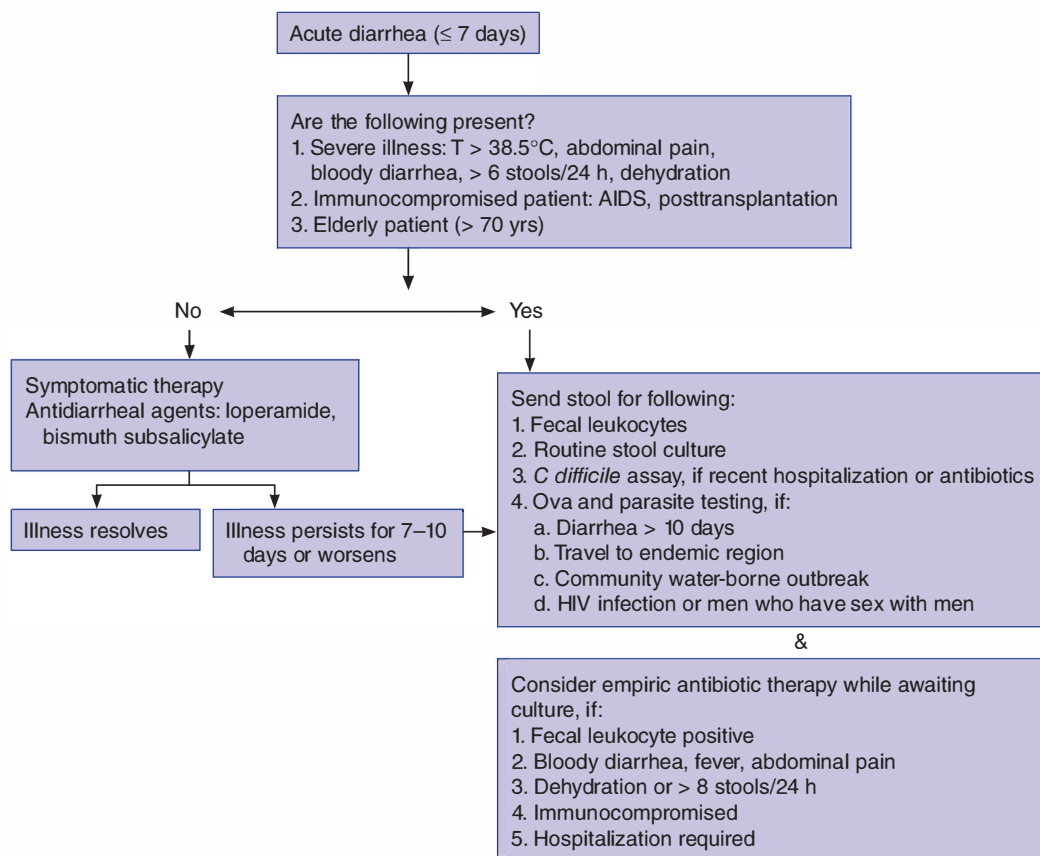 Acute diarrhea (≤ 7 days)
Are the following present?
1. Severe illness: T > 38.5°C, abdominal pain,
bloody diarrhea, > 6 stools/24 h, dehydration
2. Immunocompromised patient: AIDS, posttransplantation
3. Elderly patient (> 70 yrs)
No
Yes
Symptomatic therapy
Antidiarrheal agents: loperamide,
bismuth subsalicylate
Illness resolves
Illness persists for 7–10
days or worsens
Send stool for following:
1. Fecal leukocytes
2. Routine stool culture
3. C difficile assay, if recent hospitalization or antibiotics
4. Ova and parasite testing, if:
a. Diarrhea > 10 days
b. Travel to endemic region
c. Community water-borne outbreak
d. HIV infection or men who have sex with men
&
Consider empiric antibiotic therapy while awaiting
culture, if:
1. Fecal leukocyte positive
2. Bloody diarrhea, fever, abdominal pain
3. Dehydration or > 8 stools/24 h
4. Immunocompromised
5. Hospitalization required